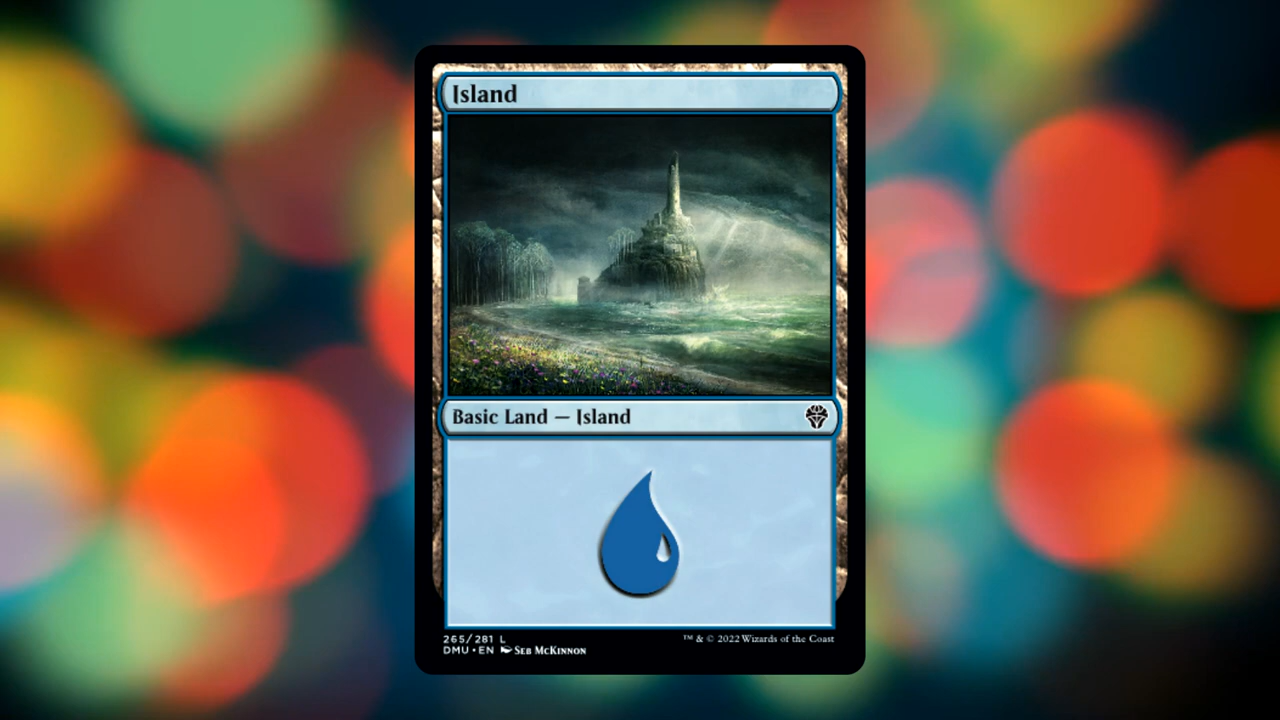 Island
Basic Land — Island
265/281 L
™ & © 2022 Wizards of the Coast
DMU • EN Seb McKinnon